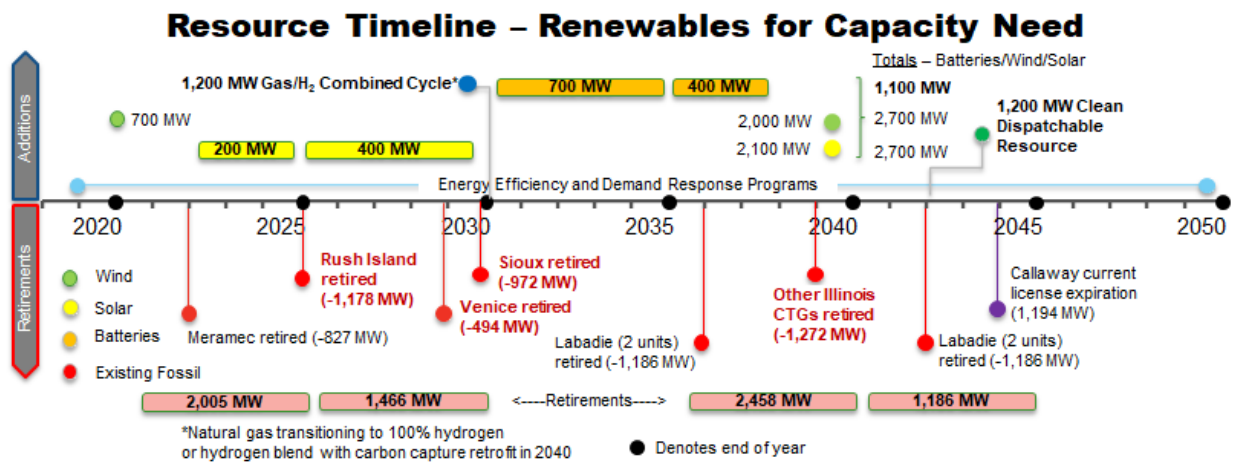 Resource Timeline – Renewables for Capacity Need
Additions
1,200 MW Gas/H₂ Combined Cycle*
700 MW
400 MW
Totals – Batteries/Wind/Solar
1,100 MW
2,700 MW
2,700 MW
700 MW
200 MW
400 MW
2,000 MW
2,100 MW
1,200 MW Clean
Dispatchable
Resource
Energy Efficiency and Demand Response Programs
2020
2025
2030
2035
2040
2045
2050
Retirements
Wind
Solar
Batteries
Existing Fossil
Meramec retired (-827 MW)
Rush Island
retired
(-1,178 MW)
Venice retired
(-494 MW)
Sioux retired
(-972 MW)
Labadie (2 units)
retired (-1,186 MW)
Other Illinois
CTGs retired
(-1,272 MW)
Labadie (2 units)
retired (-1,186 MW)
Callaway current
license expiration
(1,194 MW)
2,005 MW
1,466 MW
<----Retirements---->
2,458 MW
1,186 MW
*Natural gas transitioning to 100% hydrogen
or hydrogen blend with carbon capture retrofit in 2040
Denotes end of year